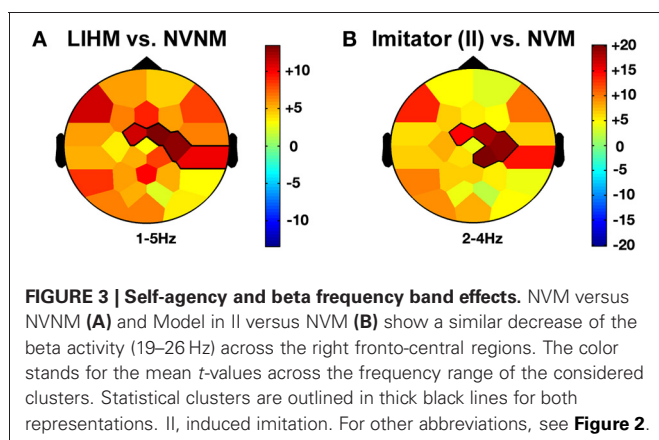 A LIHM vs. NVNM
B Imitator (II) vs. NVM
+10
+5
0
-5
-10
+20
+15
+10
+5
0
-5
-10
-15
-20
1-5Hz
2-4Hz
FIGURE 3 | Self-agency and beta frequency band effects. NVM versus
NVNM (A) and Model in II versus NVM (B) show a similar decrease of the
beta activity (19–26 Hz) across the right fronto-central regions. The color
stands for the mean t-values across the frequency range of the considered
clusters. Statistical clusters are outlined in thick black lines for both
representations. II, induced imitation. For other abbreviations, see Figure 2.